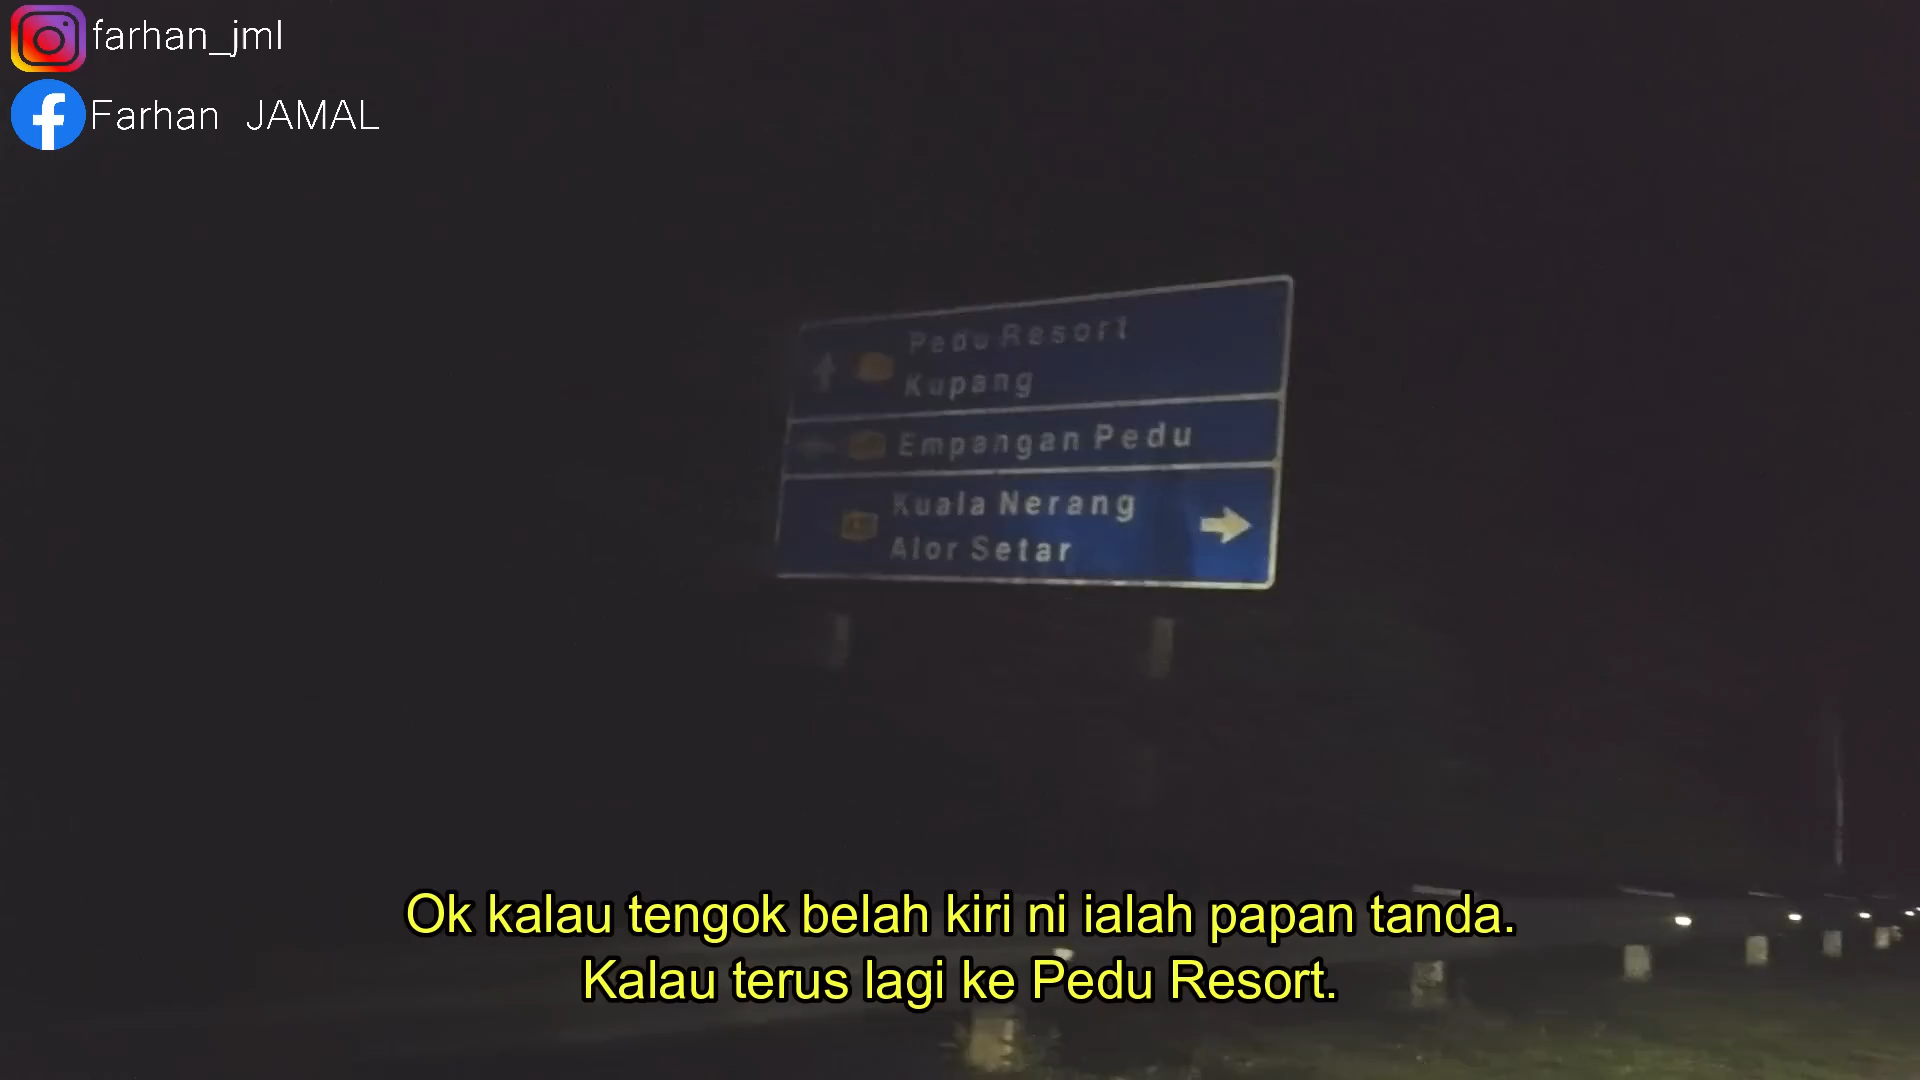 farhan_jml
Farhan JAMAL
Pedu Resort
Kupang
Empangan Pedu
Kuala Nerang
Alor Setar
Ok kalau tengok belah kiri ni ialah papan tanda.
Kalau terus lagi ke Pedu Resort.